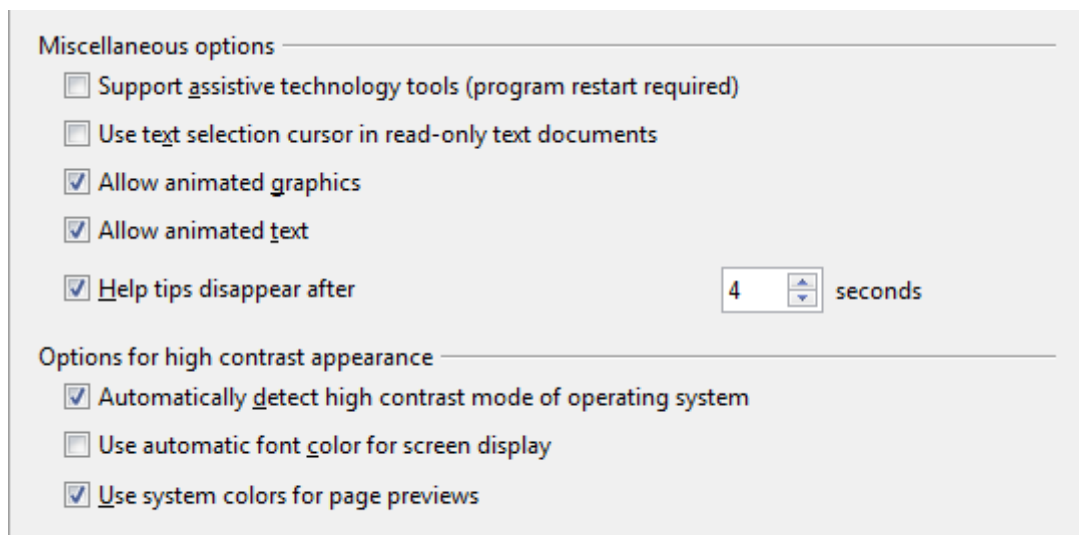 Miscellaneous options
Support assistive technology tools (program restart required)
Use text selection cursor in read-only text documents
Allow animated graphics
Allow animated text
Help tips disappear after 4 seconds
Options for high contrast appearance
Automatically detect high contrast mode of operating system
Use automatic font color for screen display
Use system colors for page previews